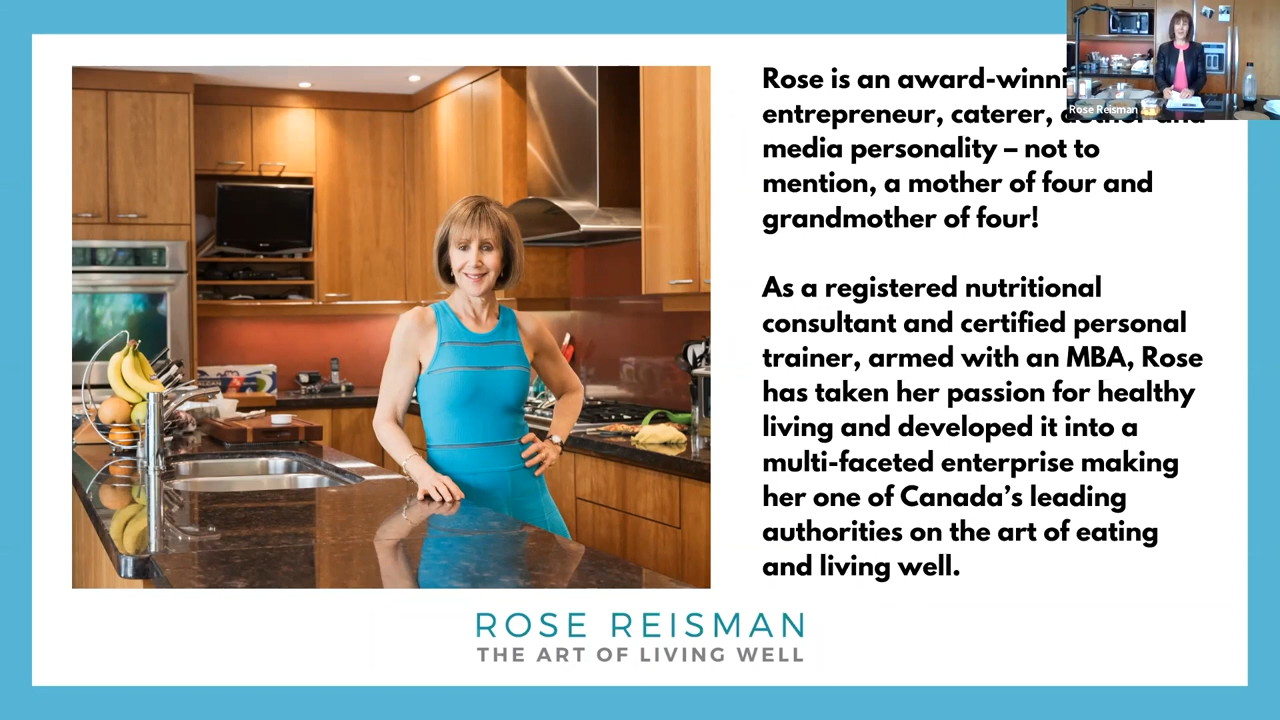 Rose is an award-winni
entrepreneur, caterer, author and
media personality – not to
mention, a mother of four and
grandmother of four!
As a registered nutritional
consultant and certified personal
trainer, armed with an MBA, Rose
has taken her passion for healthy
living and developed it into a
multi-faceted enterprise making
her one of Canada’s leading
authorities on the art of eating
and living well.
Rose Reisman
ROSE REISMAN
THE ART OF LIVING WELL